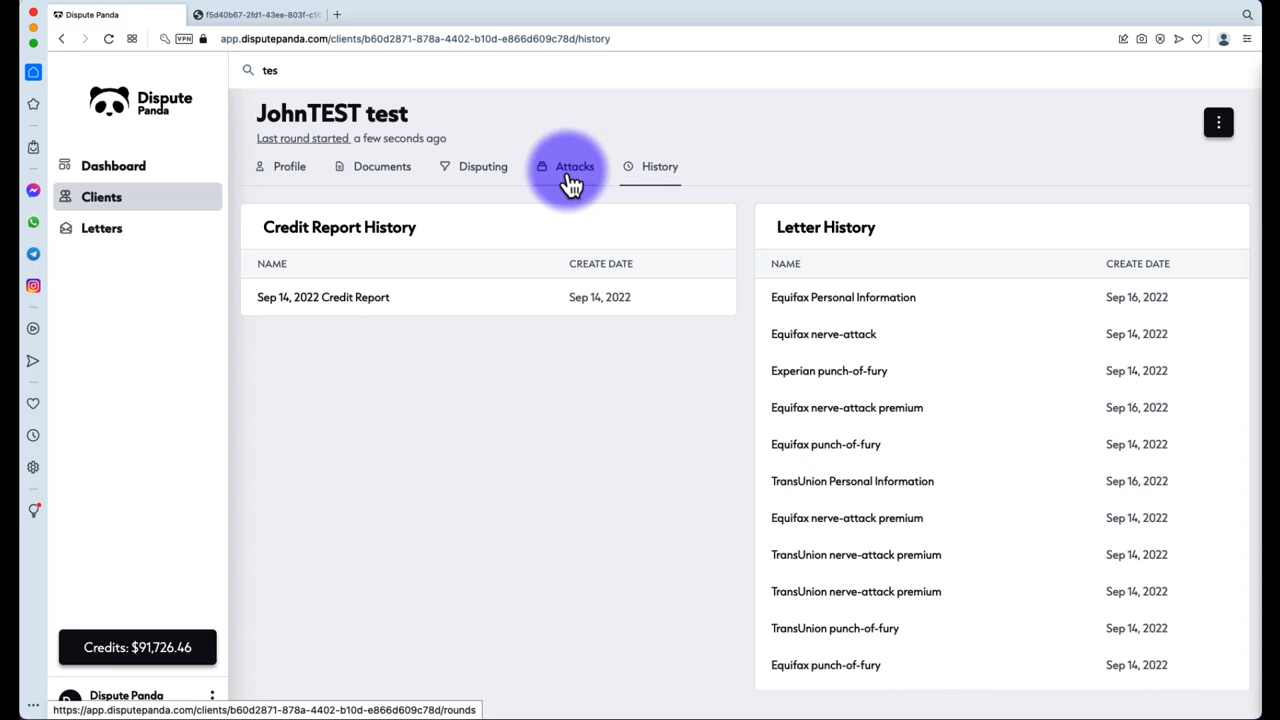 Dispute Panda
f5d40b67-2fd1-43ee-803f-c16
VPN
app.disputepanda.com/clients/b60d2871-878a-4402-b10d-e866d609c78d/history
Dispute
Panda
Dashboard
Clients
Letters
Credits: $91,726.46
Dispute Panda
tes
JohnTEST test
Last round started a few seconds ago
Profile Documents Disputing Attacks History
Credit Report History
NAME CREATE DATE
Sep 14, 2022 Credit Report Sep 14, 2022
Letter History
NAME CREATE DATE
Equifax Personal Information Sep 16, 2022
Equifax nerve-attack Sep 14, 2022
Experian punch-of-fury Sep 14, 2022
Equifax nerve-attack premium Sep 16, 2022
Equifax punch-of-fury Sep 14, 2022
TransUnion Personal Information Sep 16, 2022
Equifax nerve-attack premium Sep 14, 2022
TransUnion nerve-attack premium Sep 14, 2022
TransUnion nerve-attack premium Sep 14, 2022
TransUnion punch-of-fury Sep 14, 2022
Equifax punch-of-fury Sep 14, 2022
https://app.disputepanda.com/clients/b60d2871-878a-4402-b10d-e866d609c78d/rounds